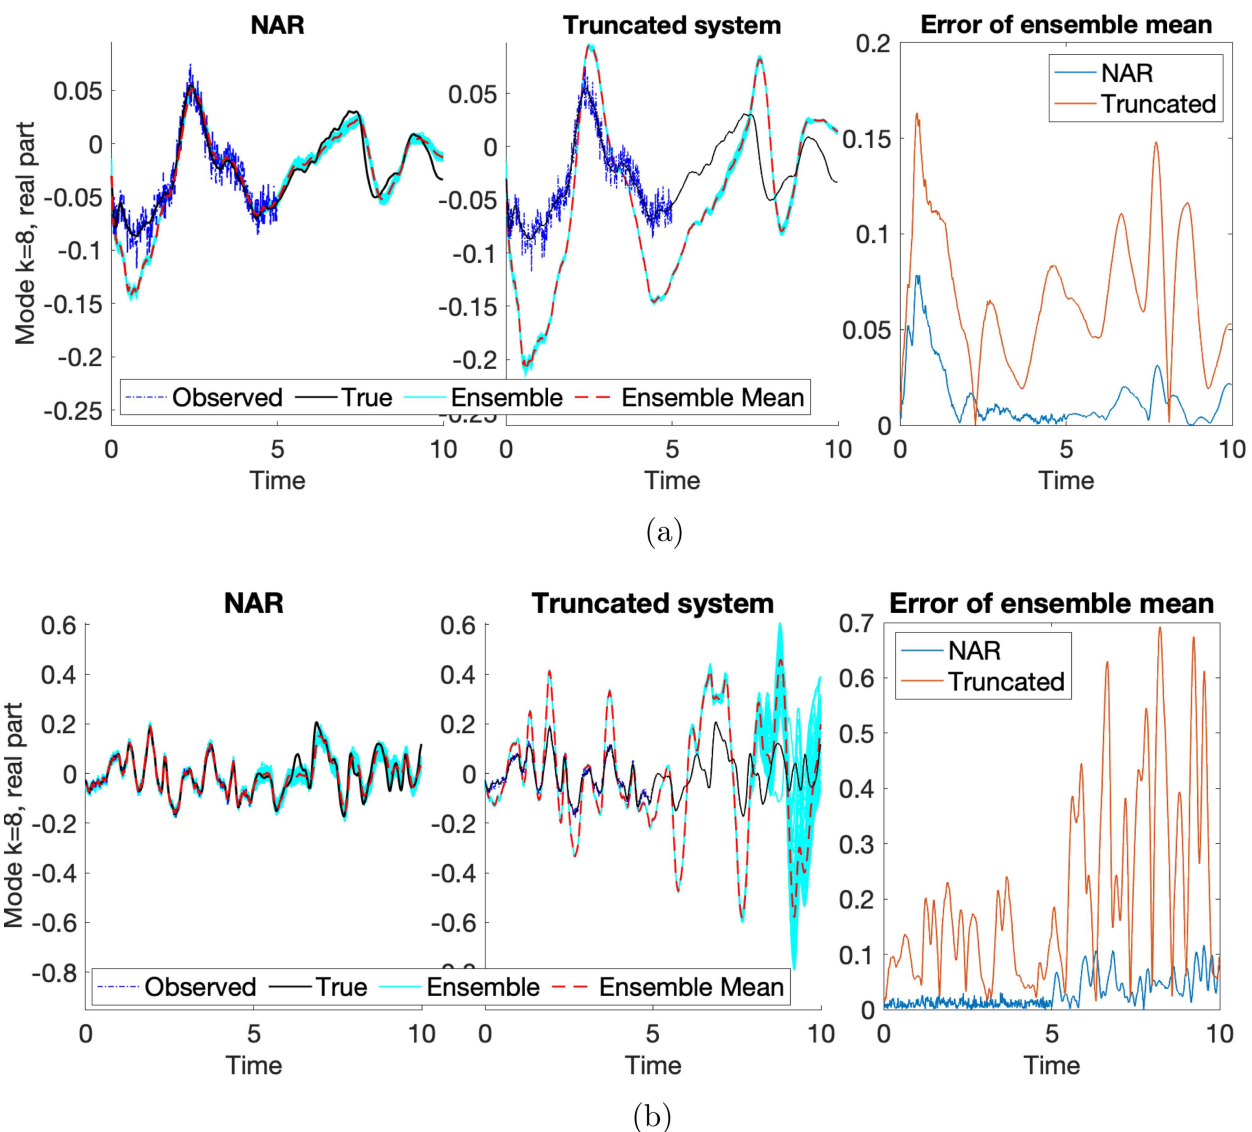 NAR
Truncated system
Error of ensemble mean
Mode k=8, real part
0.05
0
-0.05
-0.1
-0.15
-0.2
-0.25
0.05
0
-0.05
-0.1
-0.15
-0.2
0.2
0.15
0.1
0.05
0
NAR
Truncated
Observed
True
Ensemble
Ensemble Mean
0
5
10
0
5
10
0
5
10
Time
Time
Time
(a)
NAR
Truncated system
Error of ensemble mean
Mode k=8, real part
0.6
0.4
0.2
0
-0.2
-0.4
-0.6
-0.8
0.6
0.4
0.2
0
-0.2
-0.4
-0.6
0.7
0.6
0.5
0.4
0.3
0.2
0.1
0
NAR
Truncated
Observed
True
Ensemble
Ensemble Mean
0
5
10
0
5
10
0
5
10
Time
Time
Time
(b)